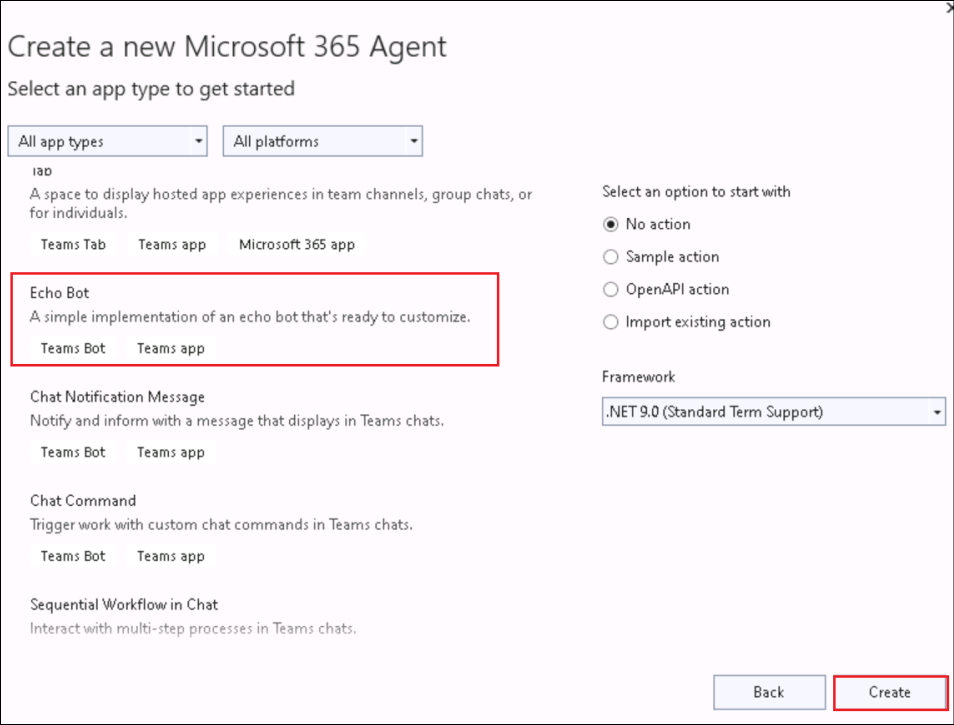 Create a new Microsoft 365 Agent
Select an app type to get started
All app types
All platforms
Tab
A space to display hosted app experiences in team channels, group chats, or
for individuals.
Teams Tab Teams app Microsoft 365 app
Echo Bot
A simple implementation of an echo bot that's ready to customize.
Teams Bot Teams app
Chat Notification Message
Notify and inform with a message that displays in Teams chats.
Teams Bot Teams app
Chat Command
Trigger work with custom chat commands in Teams chats.
Teams Bot Teams app
Sequential Workflow in Chat
Interact with multi-step processes in Teams chats.
Select an option to start with
No action
Sample action
OpenAPI action
Import existing action
Framework
.NET 9.0 (Standard Term Support)
Back
Create